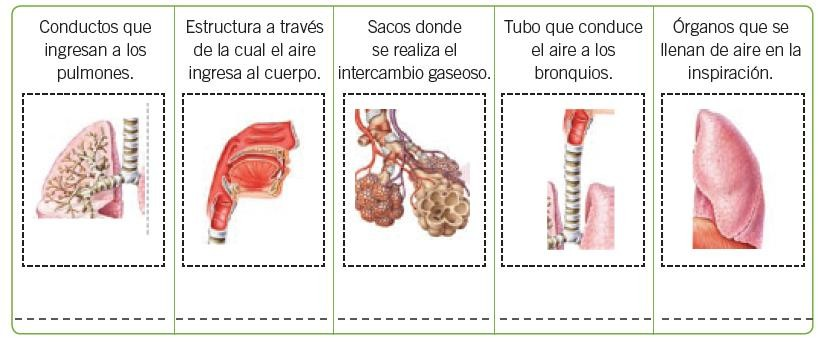 Conductos que
ingresan a los
pulmones.
Estructura a través
de la cual el aire
ingresa al cuerpo.
Sacos donde
se realiza el
intercambio gaseoso.
Tubo que conduce
el aire a los
bronquios.
Órganos que se
llenan de aire en la
inspiración.